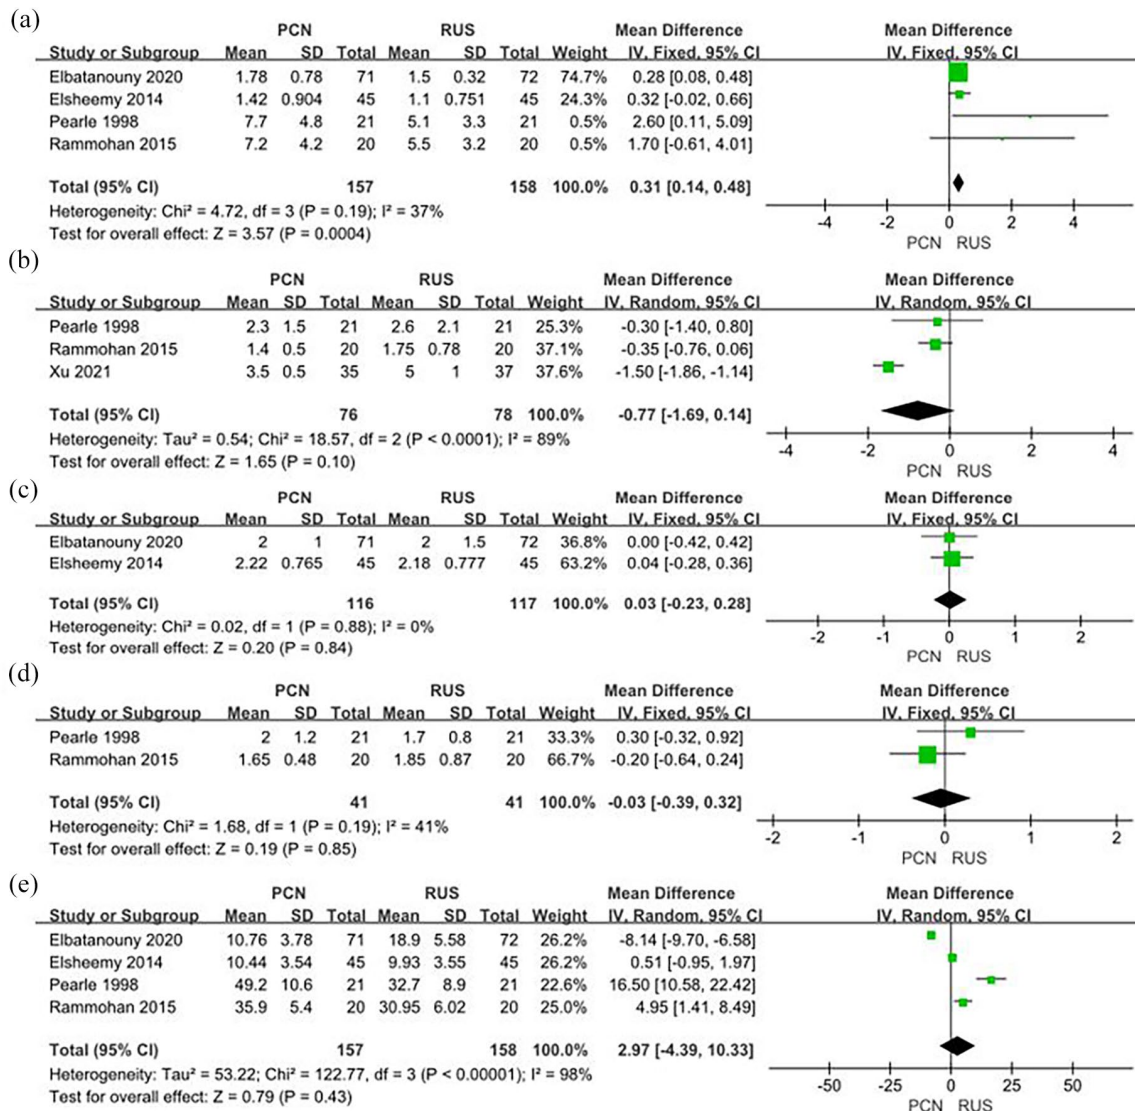 (a)
PCN RUS Mean Difference Mean Difference
Study or Subgroup Mean SD Total Mean SD Total Weight IV, Fixed, 95% CI IV, Fixed, 95% CI
Elbatanouny 2020 1.78 0.78 71 1.5 0.32 72 74.7% 0.28 [0.08, 0.48]
Elsheemy 2014 1.42 0.904 45 1.1 0.751 45 24.3% 0.32 [-0.02, 0.66]
Pearle 1998 7.7 4.8 21 5.1 3.3 21 0.5% 2.60 [0.11, 5.09]
Rammohan 2015 7.2 4.2 20 5.5 3.2 20 0.5% 1.70 [-0.61, 4.01]
Total (95% CI) 157 158 100.0% 0.31 [0.14, 0.48]
Heterogeneity: Chi² = 4.72, df = 3 (P = 0.19); I² = 37%
Test for overall effect: Z = 3.57 (P = 0.0004)
-4 -2 0 2 4
PCN RUS
(b)
PCN RUS Mean Difference Mean Difference
Study or Subgroup Mean SD Total Mean SD Total Weight IV, Random, 95% CI IV, Random, 95% CI
Pearle 1998 2.3 1.5 21 2.6 2.1 21 25.3% -0.30 [-1.40, 0.80]
Rammohan 2015 1.4 0.5 20 1.75 0.78 20 37.1% -0.35 [-0.76, 0.06]
Xu 2021 3.5 0.5 35 5 1 37 37.6% -1.50 [-1.86, -1.14]
Total (95% CI) 76 78 100.0% -0.77 [-1.69, 0.14]
Heterogeneity: Tau² = 0.54; Chi² = 18.57, df = 2 (P < 0.0001); I² = 89%
Test for overall effect: Z = 1.65 (P = 0.10)
-4 -2 0 2 4
PCN RUS
(c)
PCN RUS Mean Difference Mean Difference
Study or Subgroup Mean SD Total Mean SD Total Weight IV, Fixed, 95% CI IV, Fixed, 95% CI
Elbatanouny 2020 2 1 71 2 1.5 72 36.8% 0.00 [-0.42, 0.42]
Elsheemy 2014 2.22 0.765 45 2.18 0.777 45 63.2% 0.04 [-0.28, 0.36]
Total (95% CI) 116 117 100.0% 0.03 [-0.23, 0.28]
Heterogeneity: Chi² = 0.02, df = 1 (P = 0.88); I² = 0%
Test for overall effect: Z = 0.20 (P = 0.84)
-2 -1 0 1 2
PCN RUS
(d)
PCN RUS Mean Difference Mean Difference
Study or Subgroup Mean SD Total Mean SD Total Weight IV, Fixed, 95% CI IV, Fixed, 95% CI
Pearle 1998 2 1.2 21 1.7 0.8 21 33.3% 0.30 [-0.32, 0.92]
Rammohan 2015 1.65 0.48 20 1.85 0.87 20 66.7% -0.20 [-0.64, 0.24]
Total (95% CI) 41 41 100.0% -0.03 [-0.39, 0.32]
Heterogeneity: Chi² = 1.68, df = 1 (P = 0.19); I² = 41%
Test for overall effect: Z = 0.19 (P = 0.85)
-2 -1 0 1 2
PCN RUS
(e)
PCN RUS Mean Difference Mean Difference
Study or Subgroup Mean SD Total Mean SD Total Weight IV, Random, 95% CI IV, Random, 95% CI
Elbatanouny 2020 10.76 3.78 71 18.9 5.58 72 26.2% -8.14 [-9.70, -6.58]
Elsheemy 2014 10.44 3.54 45 9.93 3.55 45 26.2% 0.51 [-0.95, 1.97]
Pearle 1998 49.2 10.6 21 32.7 8.9 21 22.6% 16.50 [10.58, 22.42]
Rammohan 2015 35.9 5.4 20 30.95 6.02 20 25.0% 4.95 [1.41, 8.49]
Total (95% CI) 157 158 100.0% 2.97 [-4.39, 10.33]
Heterogeneity: Tau² = 53.22; Chi² = 122.77, df = 3 (P < 0.00001); I² = 98%
Test for overall effect: Z = 0.79 (P = 0.43)
-50 -25 0 25 50
PCN RUS